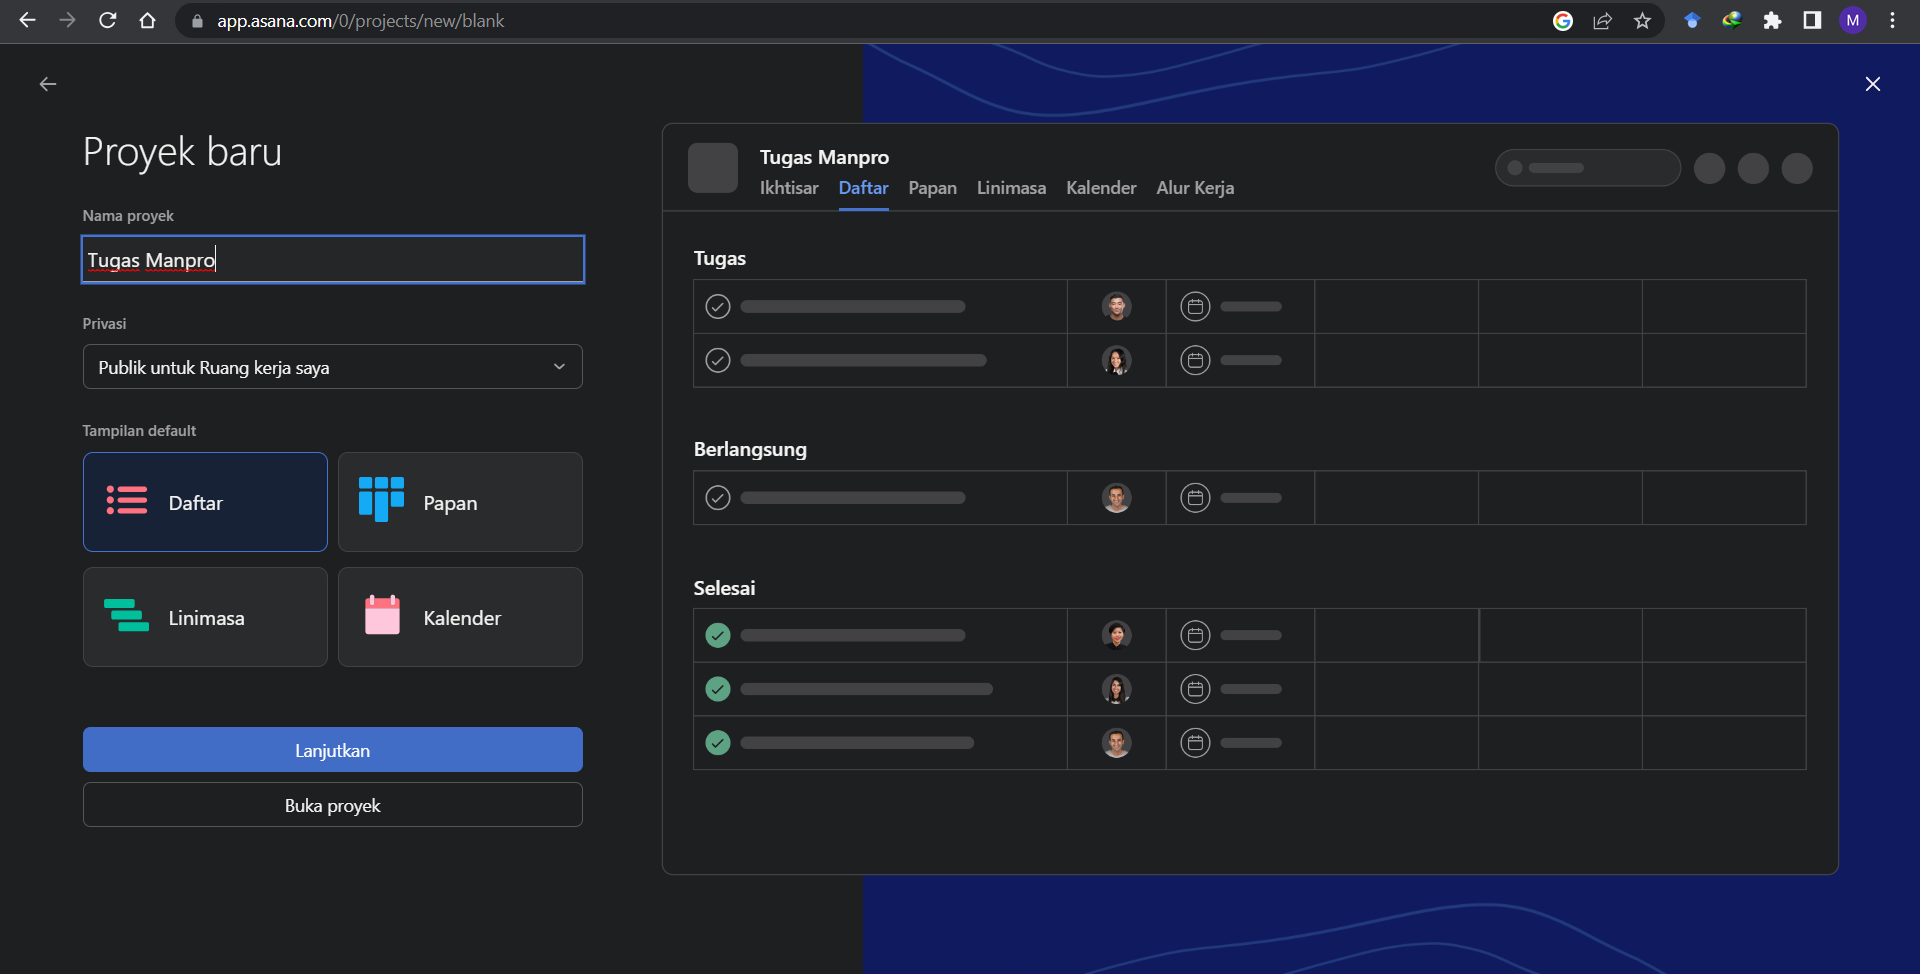 app.asana.com/0/projects/new/blank
M
Proyek baru
Nama proyek
Tugas Manpro
Privasi
Publik untuk Ruang kerja saya
Tampilan default
Daftar
Papan
Linimasa
Kalender
Lanjutkan
Buka proyek
Tugas Manpro
Ikhtisar Daftar Papan Linimasa Kalender Alur Kerja
Tugas
Berlangsung
Selesai